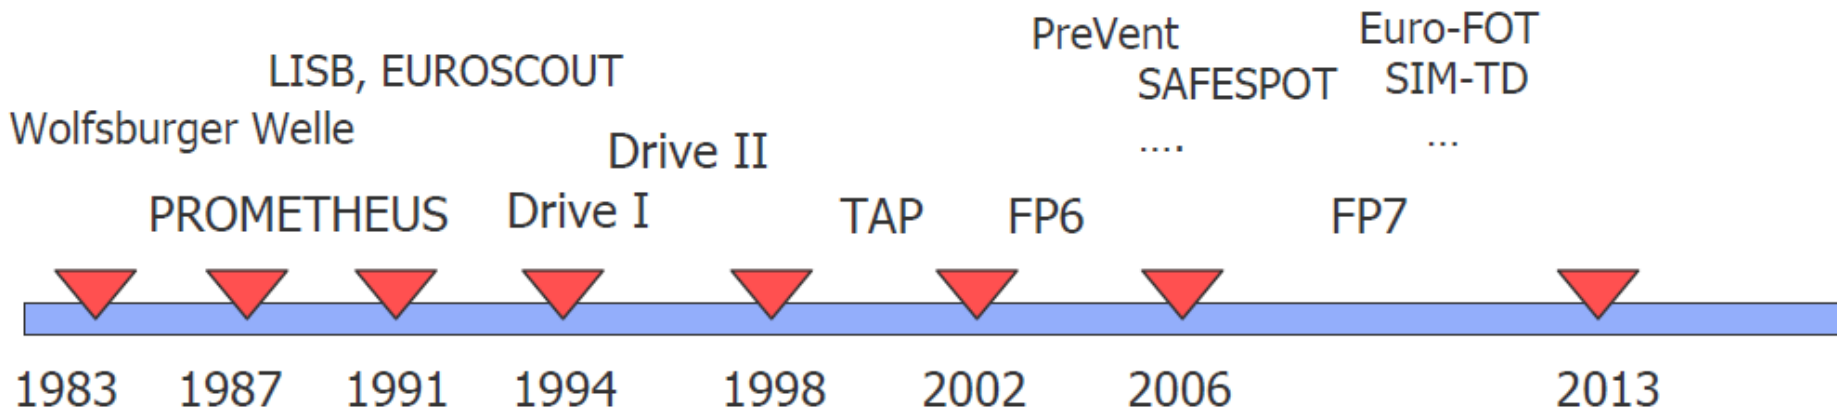 PreVent
Euro-FOT
LISB, EUROSCOUT
SAFESPOT
SIM-TD
Wolfsburger Welle
Drive II
....
...
PROMETHEUS
Drive I
TAP
FP6
FP7
1983
1987
1991
1994
1998
2002
2006
2013